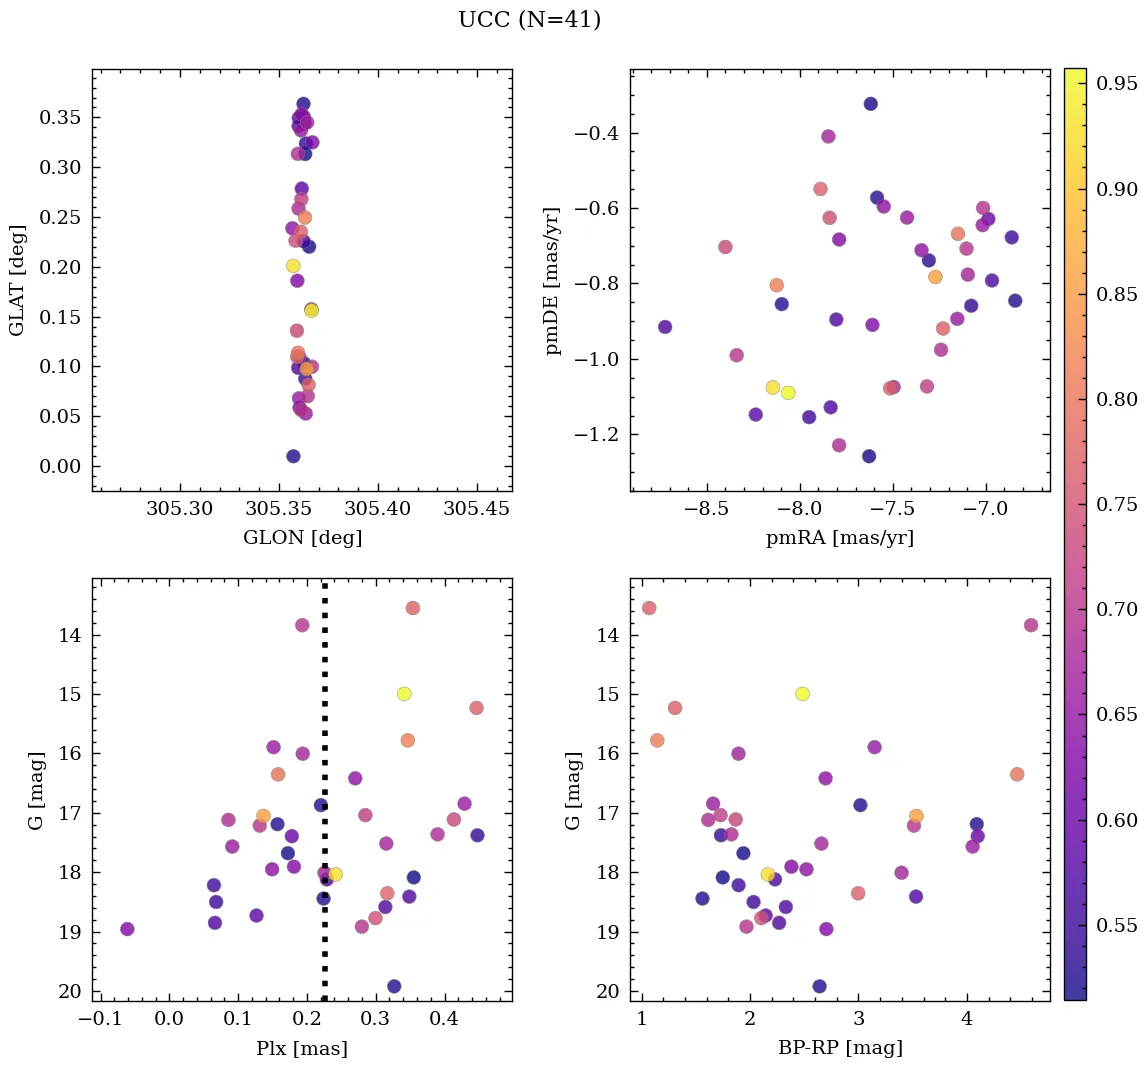 UCC (N=41)
0.35
0.30
0.25
0.20
0.15
0.10
0.05
0.00
GLAT [deg]
305.30 305.35 305.40 305.45
GLON [deg]
−0.4
−0.6
−0.8
−1.0
−1.2
pmDE [mas/yr]
−8.5 −8.0 −7.5 −7.0
pmRA [mas/yr]
0.95
0.90
0.85
0.80
0.75
0.70
0.65
0.60
0.55
14
15
16
17
18
19
20
G [mag]
−0.1 0.0 0.1 0.2 0.3 0.4
Plx [mas]
14
15
16
17
18
19
20
G [mag]
1 2 3 4
BP-RP [mag]